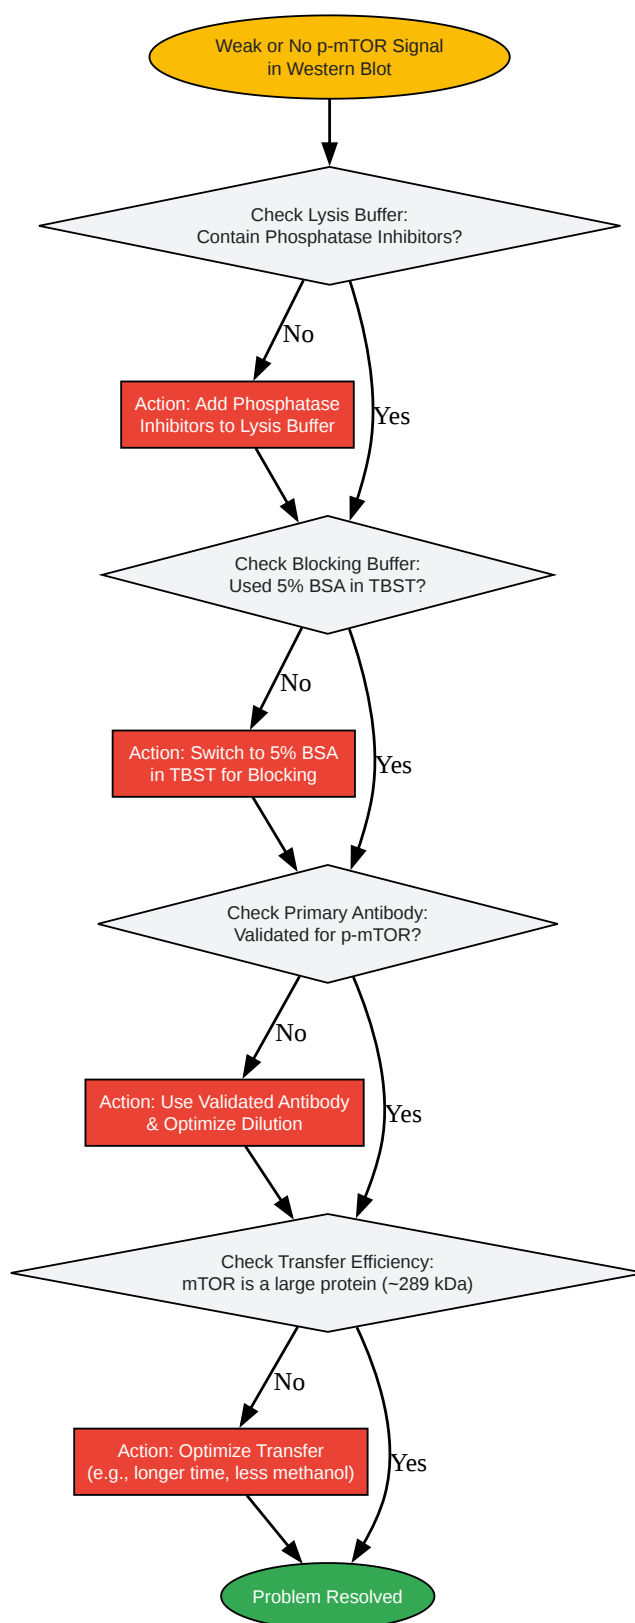 Weak or No p-mTOR Signal
in Western Blot
Check Lysis Buffer:
Contain Phosphatase Inhibitors?
No
Action: Add Phosphatase
Inhibitors to Lysis Buffer
Yes
Check Blocking Buffer:
Used 5% BSA in TBST?
No
Action: Switch to 5% BSA
in TBST for Blocking
Yes
Check Primary Antibody:
Validated for p-mTOR?
No
Action: Use Validated Antibody
& Optimize Dilution
Yes
Check Transfer Efficiency:
mTOR is a large protein (~289 kDa)
No
Action: Optimize Transfer
(e.g., longer time, less methanol)
Yes
Problem Resolved